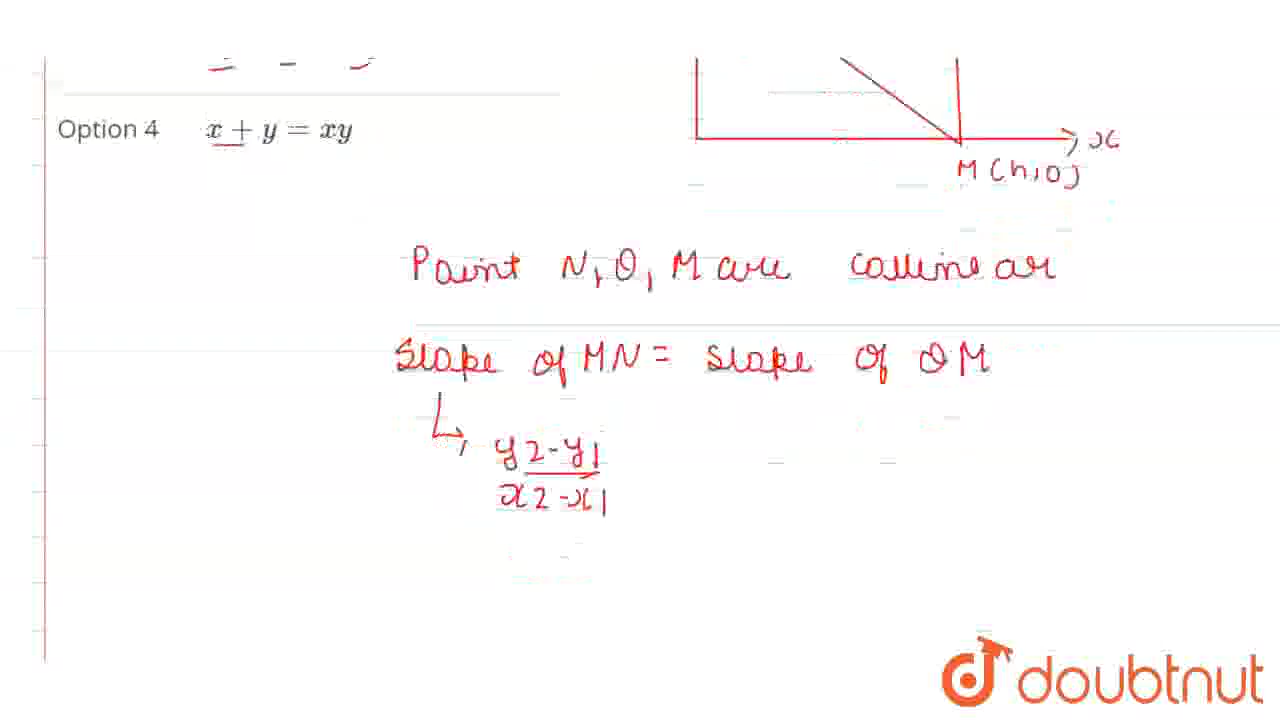 Option 4 x + y = xy
x
M (h,0)
Point N, O, M are collinear
Slope of MN = Slope of OM
y2-y1
x2-x1
doubtnut